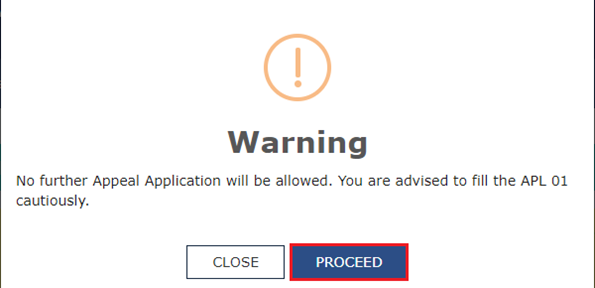 Warning
No further Appeal Application will be allowed. You are advised to fill the APL 01
cautiously.
CLOSE
PROCEED